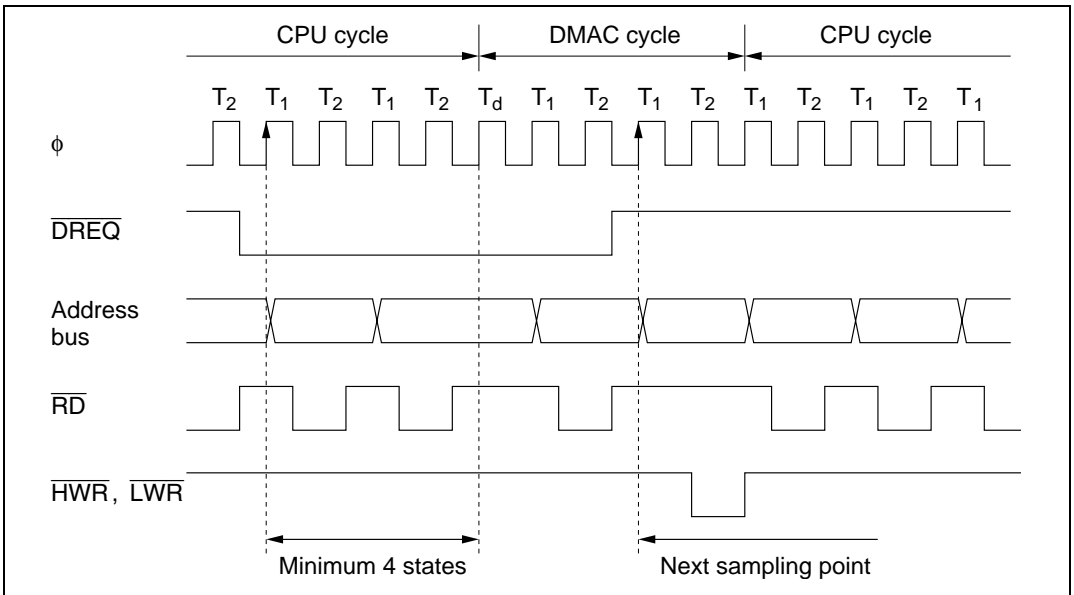 CPU cycle DMAC cycle CPU cycle
T2 T1 T2 T1 T2 Td T1 T2 T1 T2 T1 T2 T1 T2 T1
ϕ
DREQ
Address
bus
RD
HWR, LWR
Minimum 4 states Next sampling point